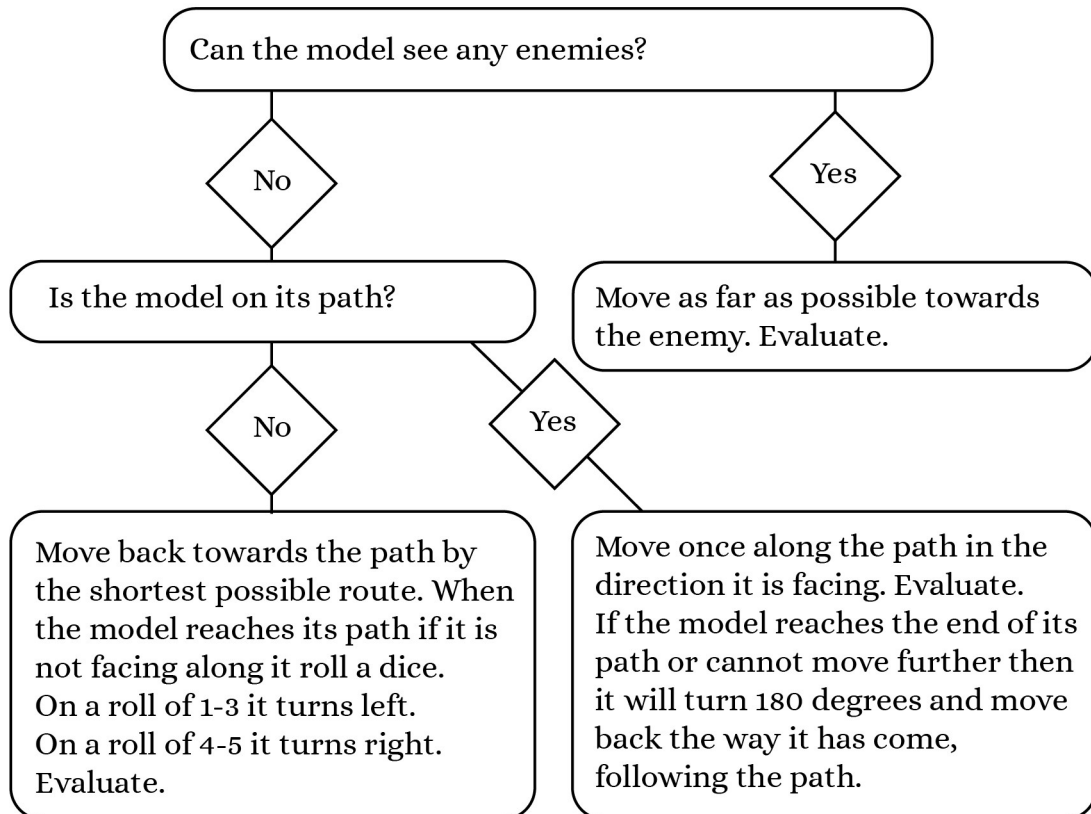 Can the model see any enemies?
No
Yes
Is the model on its path?
Move as far as possible towards
the enemy. Evaluate.
No
Yes
Move back towards the path by
the shortest possible route. When
the model reaches its path if it is
not facing along it roll a dice.
On a roll of 1-3 it turns left.
On a roll of 4-5 it turns right.
Evaluate.
Move once along the path in the
direction it is facing. Evaluate.
If the model reaches the end of its
path or cannot move further then
it will turn 180 degrees and move
back the way it has come,
following the path.